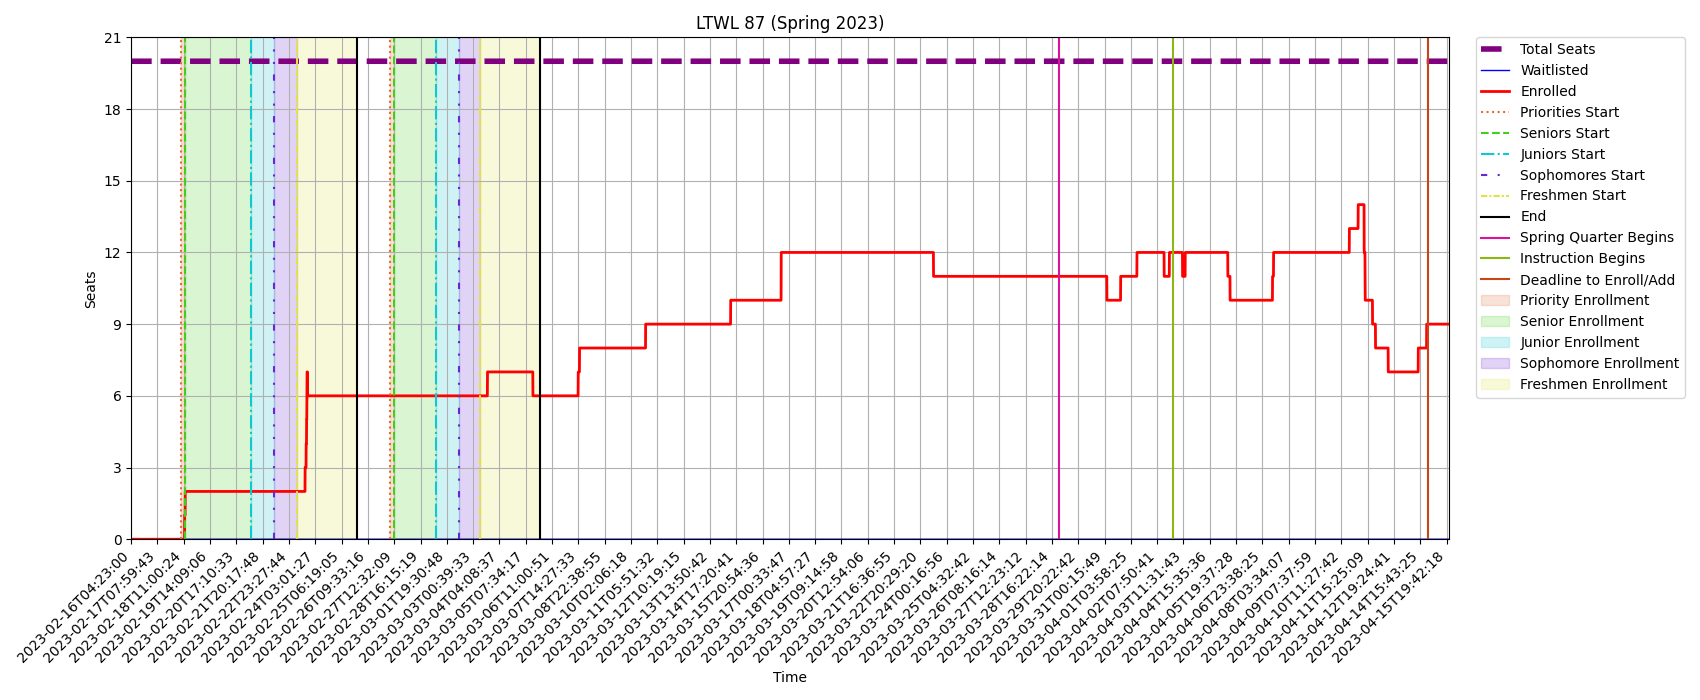 LTWL 87 (Spring 2023)
21
18
15
12
9
6
3
0
Seats
2023-02-16T04:23:00
2023-02-17T07:59:43
2023-02-18T11:00:24
2023-02-19T14:09:06
2023-02-20T17:10:33
2023-02-21T20:17:48
2023-02-22T23:27:44
2023-02-24T03:01:27
2023-02-25T06:19:05
2023-02-26T09:33:16
2023-02-27T12:32:09
2023-02-28T16:15:19
2023-03-01T19:30:48
2023-03-03T00:39:33
2023-03-04T04:08:37
2023-03-05T07:34:17
2023-03-06T11:00:51
2023-03-07T14:27:33
2023-03-08T22:38:55
2023-03-10T02:06:18
2023-03-11T05:51:32
2023-03-12T10:19:15
2023-03-13T13:50:42
2023-03-14T17:20:41
2023-03-15T20:54:36
2023-03-17T00:33:47
2023-03-18T04:57:27
2023-03-19T09:14:58
2023-03-20T12:54:06
2023-03-21T16:36:55
2023-03-22T20:29:20
2023-03-24T00:16:56
2023-03-25T04:32:42
2023-03-26T08:16:14
2023-03-27T12:23:12
2023-03-28T16:22:14
2023-03-29T20:22:42
2023-03-31T00:15:49
2023-04-01T03:58:25
2023-04-02T07:50:41
2023-04-03T11:31:43
2023-04-04T15:35:36
2023-04-05T19:37:28
2023-04-06T23:38:25
2023-04-08T03:34:07
2023-04-09T07:37:59
2023-04-10T11:27:42
2023-04-11T15:25:09
2023-04-12T19:24:41
2023-04-14T15:43:25
2023-04-15T19:42:18
Time
Total Seats
Waitlisted
Enrolled
Priorities Start
Seniors Start
Juniors Start
Sophomores Start
Freshmen Start
End
Spring Quarter Begins
Instruction Begins
Deadline to Enroll/Add
Priority Enrollment
Senior Enrollment
Junior Enrollment
Sophomore Enrollment
Freshmen Enrollment